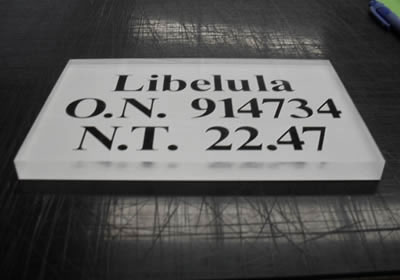 Libelula
O.N. 914734
N.T. 22.47